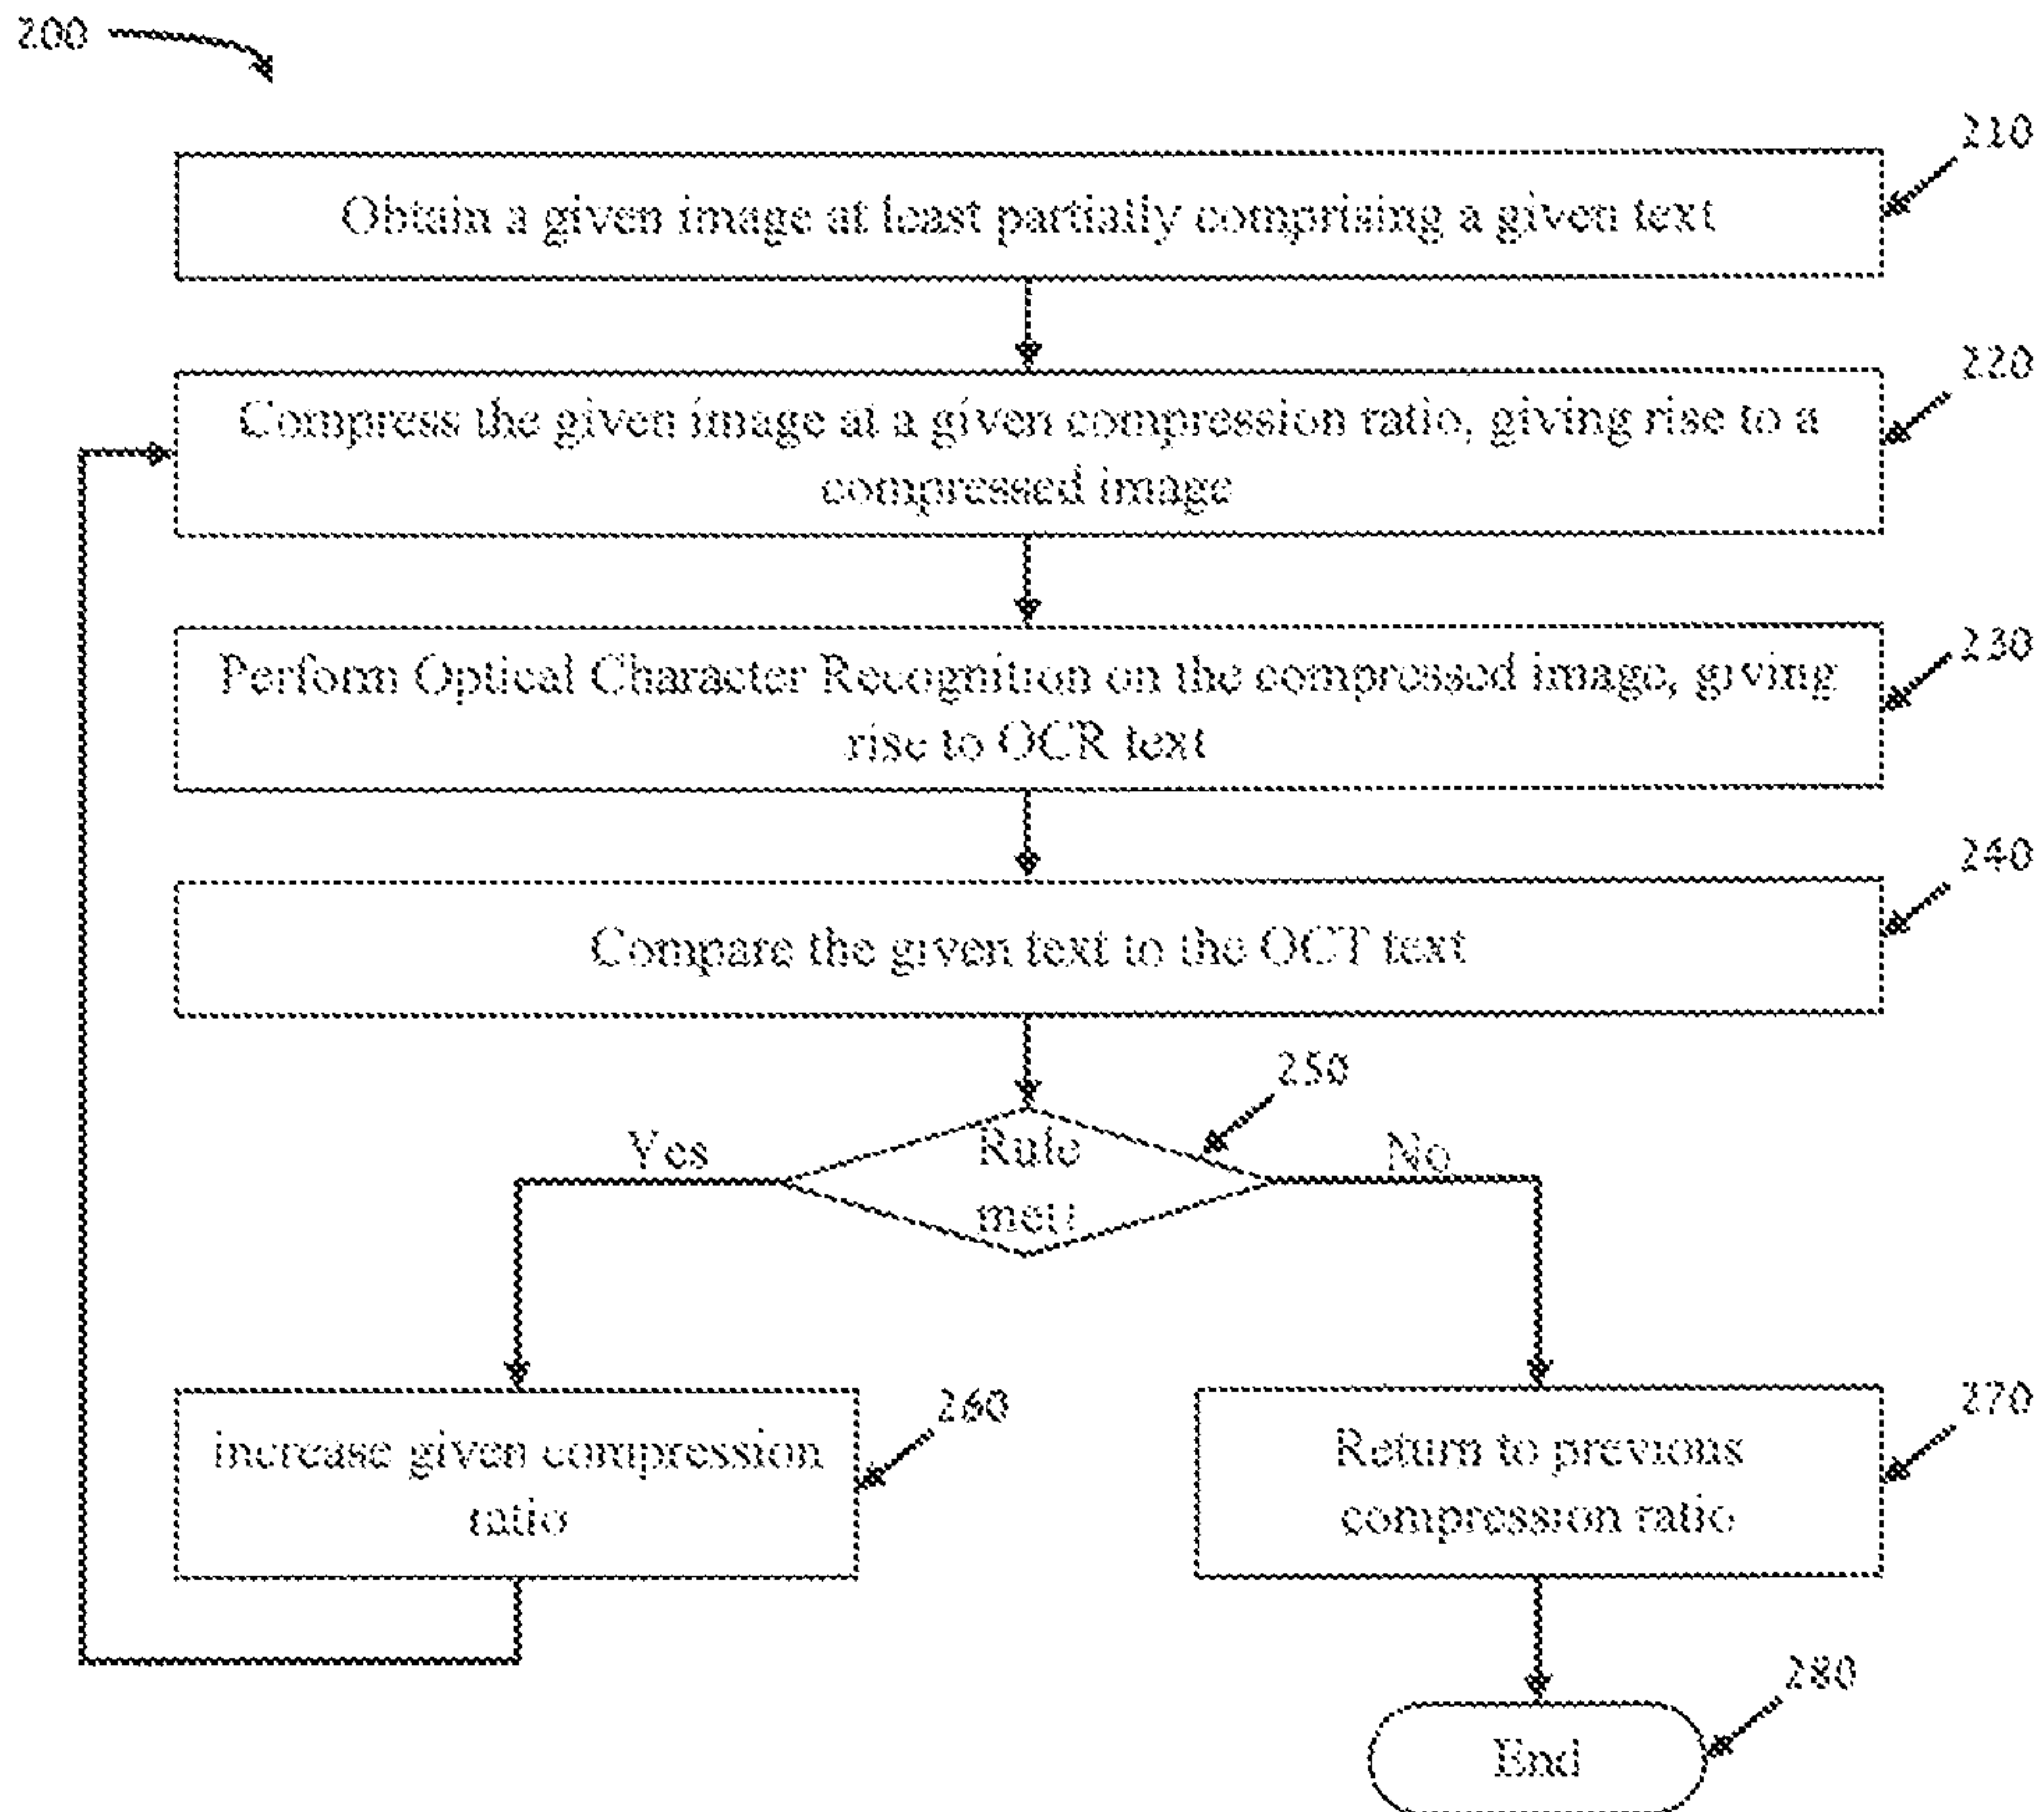 200
210
Obtain a given image at least partially comprising a given text
220
Compress the given image at a given compression ratio, giving rise to a
compressed image
230
Perform Optical Character Recognition on the compressed image, giving
rise to OCR text
240
Compare the given text to the OCT text
250
Yes
Rule
No
met?
260
increase given compression
ratio
270
Return to previous
compression ratio
280
End